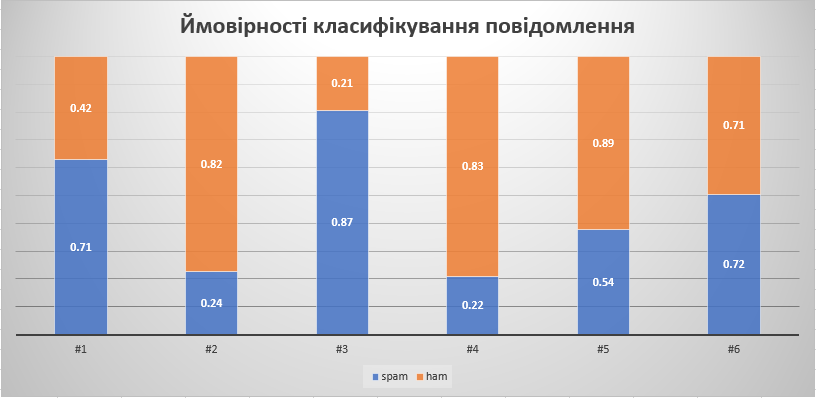 Ймовірності класифікування повідомлення
0.42 0.82 0.21 0.83 0.89 0.71
0.71 0.24 0.87 0.22 0.54 0.72
#1 #2 #3 #4 #5 #6
spam ham